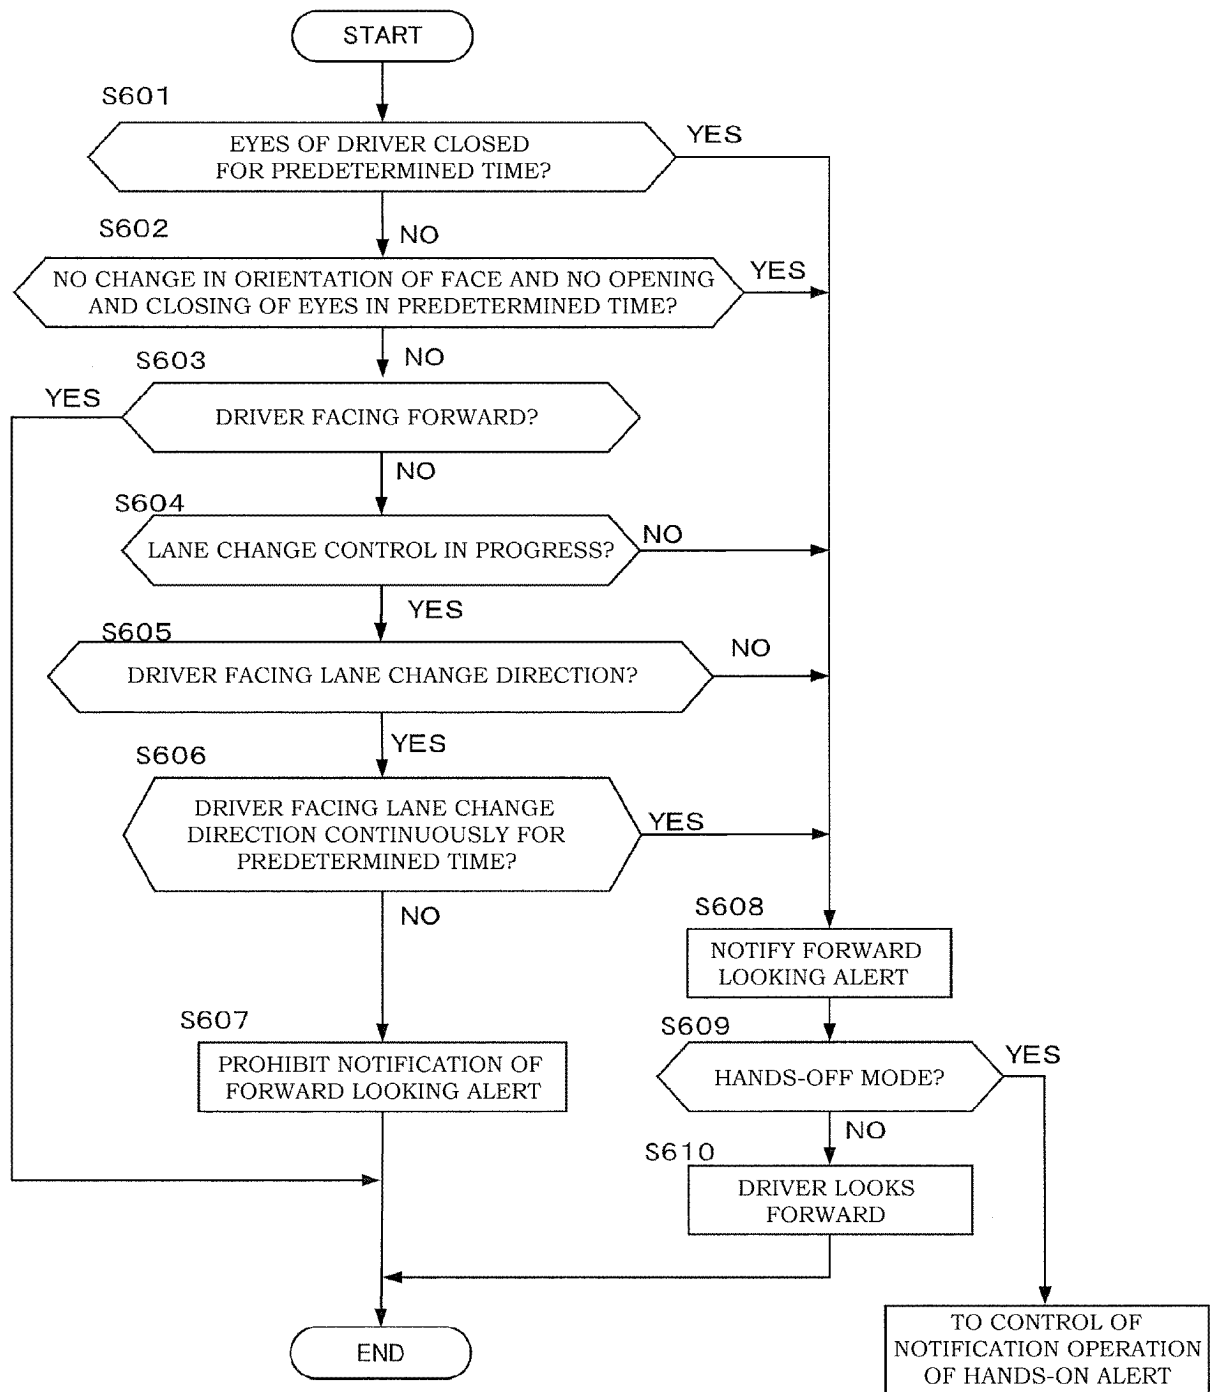 START
S601
EYES OF DRIVER CLOSED
FOR PREDETERMINED TIME?
YES
NO
S602
NO CHANGE IN ORIENTATION OF FACE AND NO OPENING
AND CLOSING OF EYES IN PREDETERMINED TIME?
YES
NO
S603
YES
DRIVER FACING FORWARD?
NO
S604
LANE CHANGE CONTROL IN PROGRESS?
NO
YES
S605
DRIVER FACING LANE CHANGE DIRECTION?
NO
YES
S606
DRIVER FACING LANE CHANGE
DIRECTION CONTINUOUSLY FOR
PREDETERMINED TIME?
YES
NO
S607
PROHIBIT NOTIFICATION OF
FORWARD LOOKING ALERT
S608
NOTIFY FORWARD
LOOKING ALERT
S609
HANDS-OFF MODE?
YES
NO
S610
DRIVER LOOKS
FORWARD
END
TO CONTROL OF
NOTIFICATION OPERATION
OF HANDS-ON ALERT